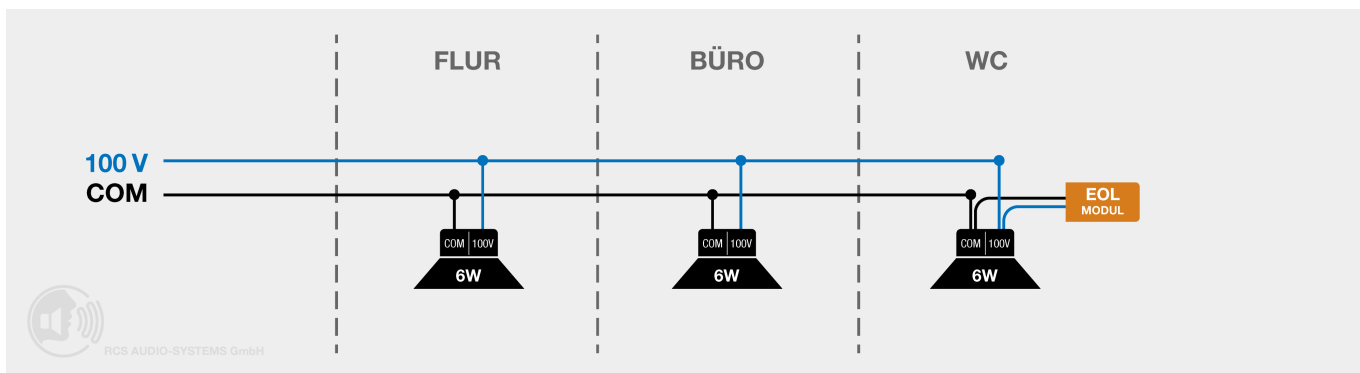 FLUR BÜRO WC
100 V
COM
EOL
MODUL
COM 100V
6W
COM 100V
6W
COM 100V
6W
RCS AUDIO-SYSTEMS GmbH